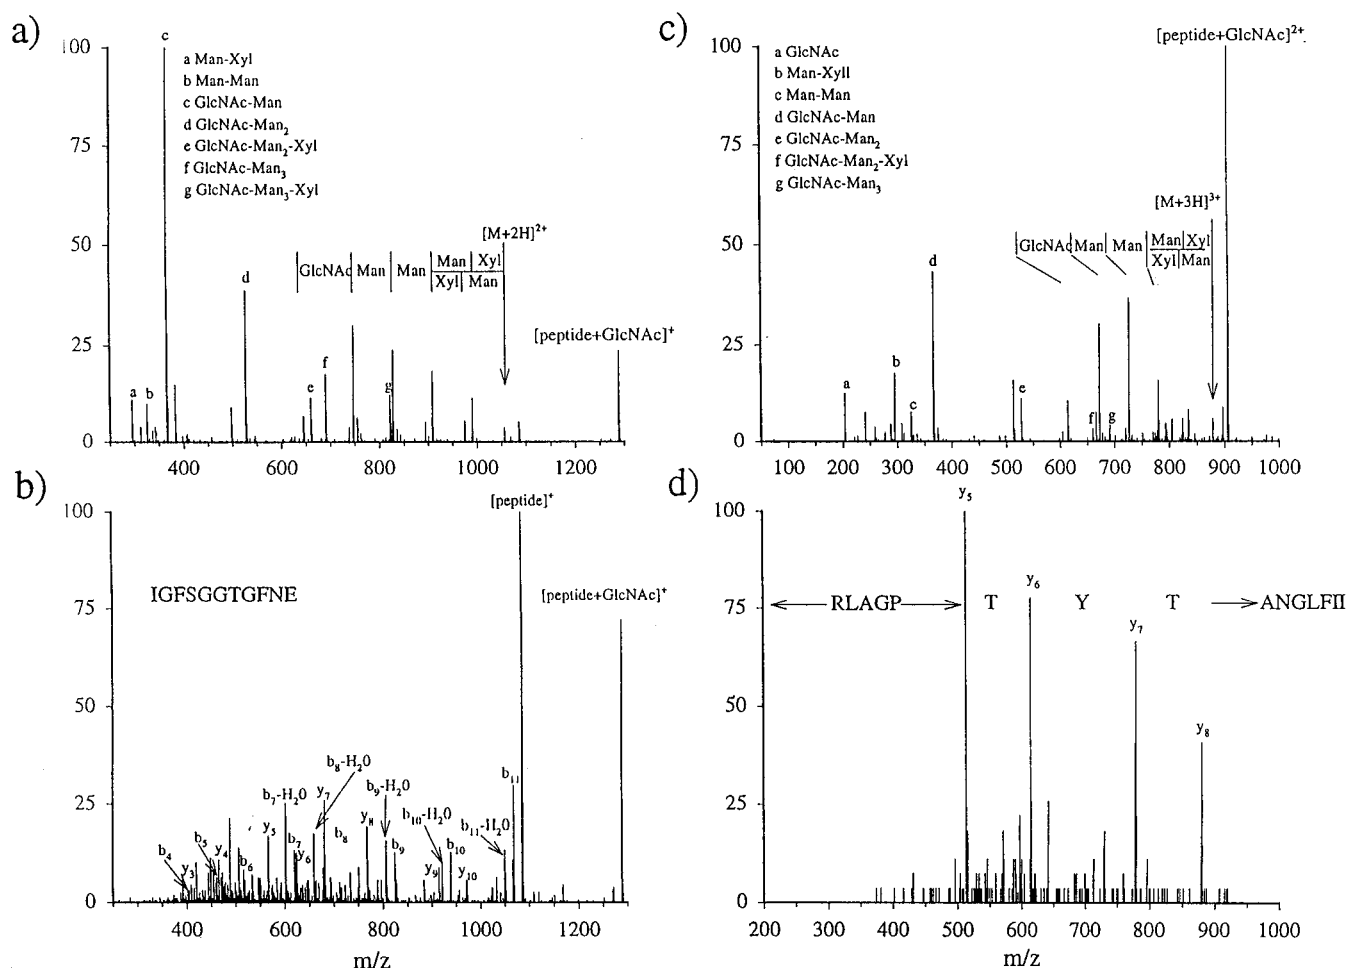 a)
100
75
50
25
0
400
600
800
1000
1200
c
a Man-Xyl
b Man-Man
c GlcNAc-Man
d GlcNAc-Man2
e GlcNAc-Man2-Xyl
f GlcNAc-Man3
g GlcNAc-Man3-Xyl
[M+2H]2+
GlcNAc Man Man Man Xyl
Xyl Man
[peptide+GlcNAc]+
d
a
b
e
f
g
c)
100
75
50
25
0
100
200
300
400
500
600
700
800
900
1000
[peptide+GlcNAc]2+
a GlcNAc
b Man-Xyll
c Man-Man
d GlcNAc-Man
e GlcNAc-Man2
f GlcNAc-Man2-Xyl
g GlcNAc-Man3
[M+3H]3+
GlcNAc Man Man Man Xyl
Xyl Man
d
a
b
c
e
f
g
b)
100
75
50
25
0
400
600
800
1000
1200
m/z
[peptide]+
IGFSGGTGFNE
[peptide+GlcNAc]+
b8-H2O
b7-H2O
y7
b9-H2O
b11
b4
b5
y3
y4
y5
b6
b7
y6
b8
y8
b9
b10-H2O
b11-H2O
b10
y9
y10
d)
100
75
50
25
0
200
300
400
500
600
700
800
900
1000
m/z
y5
y6
y7
y8
RLAGP T Y T ANGLFII